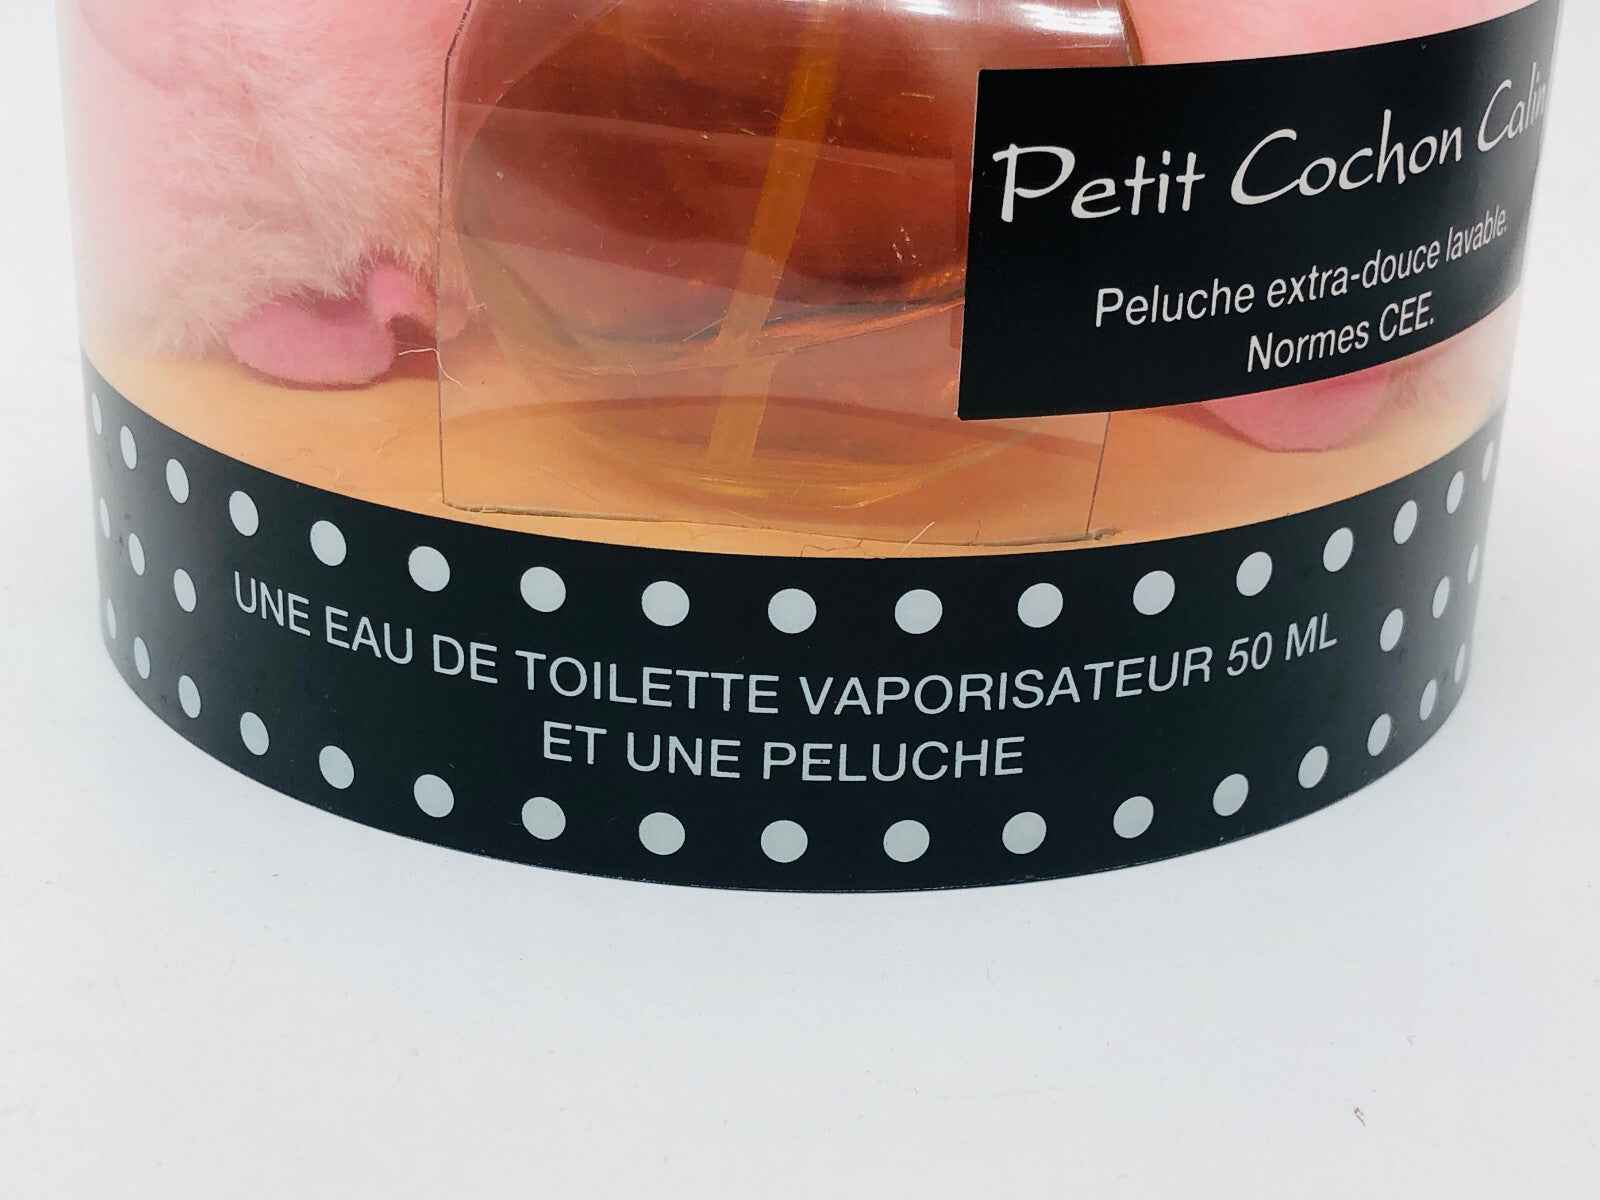 Petit Cochon Calin
Peluche extra-douce lavable.
Normes CEE.
UNE EAU DE TOILETTE VAPORISATEUR 50 ML
ET UNE PELUCHE